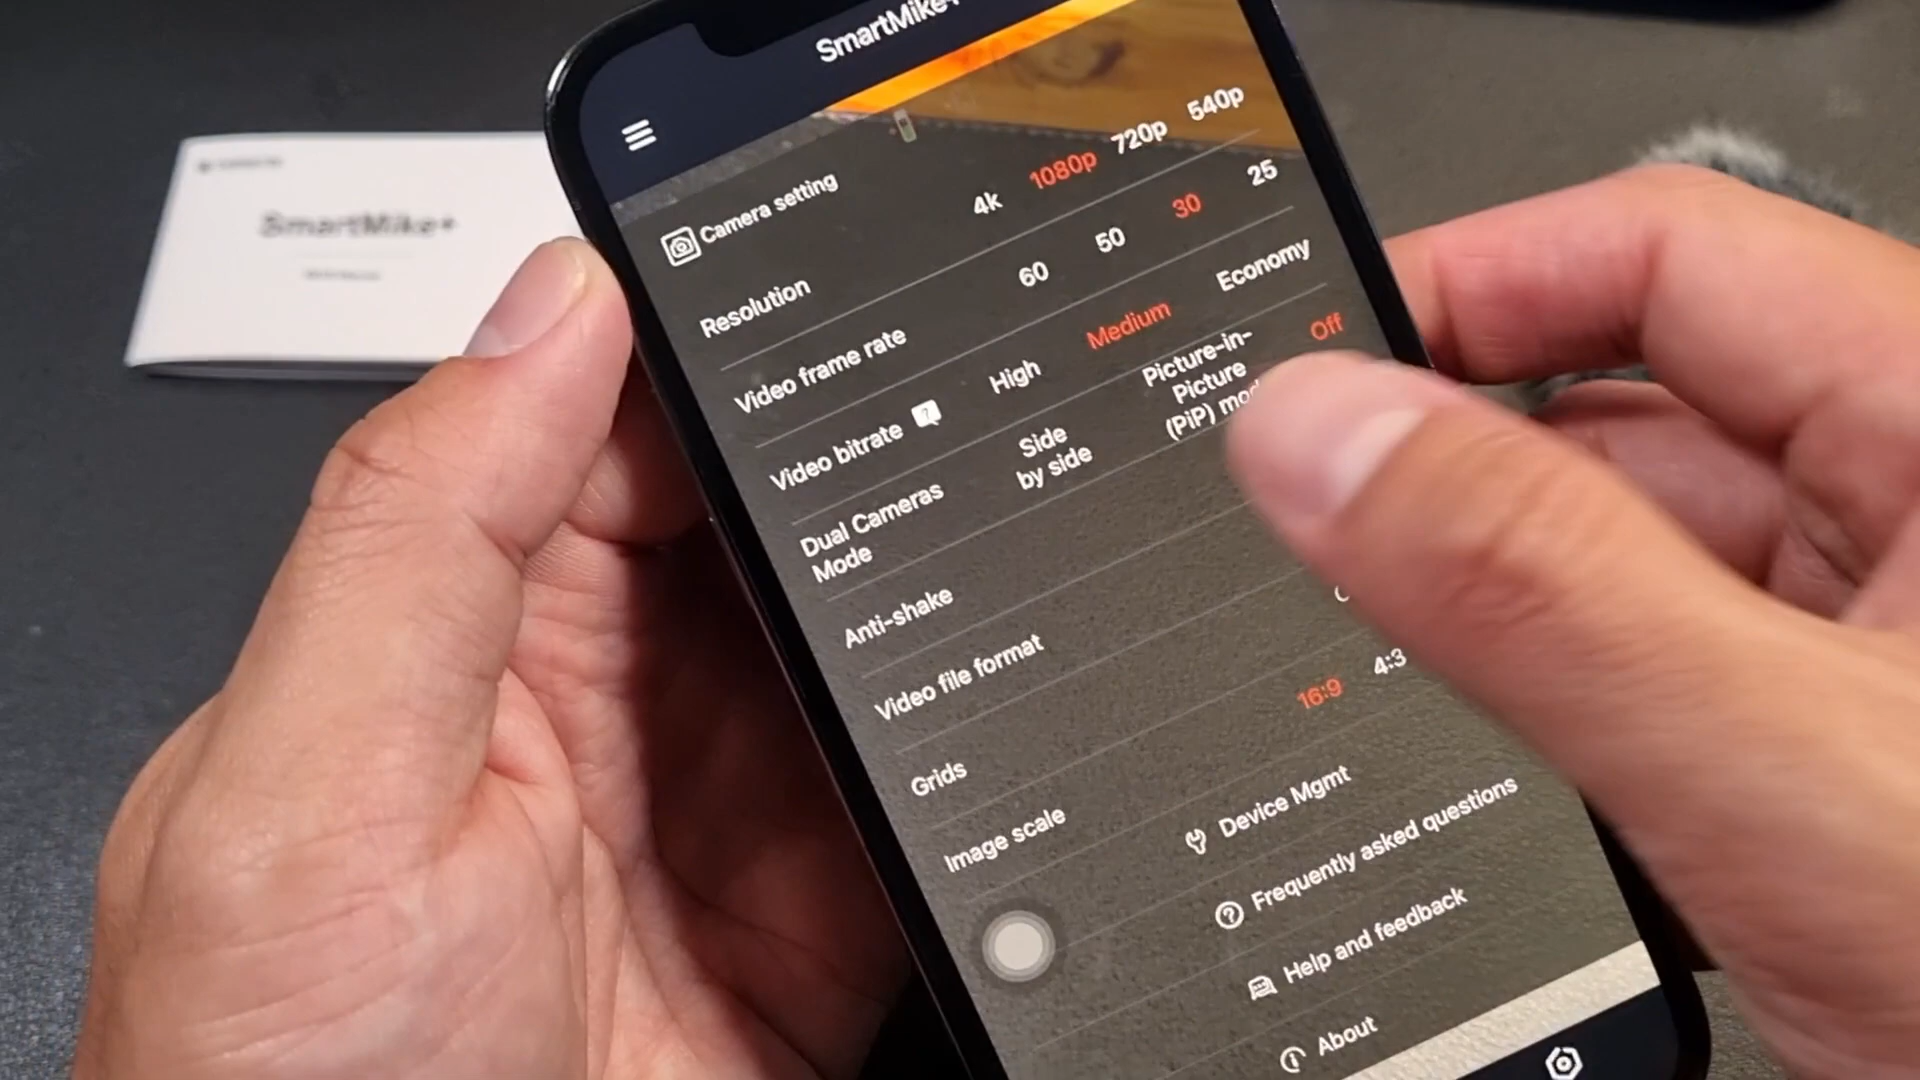 SmartMike+
SmartMike+
Camera setting
Resolution 4k 1080p 720p 540p
Video frame rate 60 50 30 25
Video bitrate ? High Medium Economy
Dual Cameras
Mode
Side
by side
Picture-in-
Picture
(PiP)
Off
Anti-shake
Video file format
Grids
Image scale 16:9 4:3
Device Mgmt
Frequently asked questions
Help and feedback
About